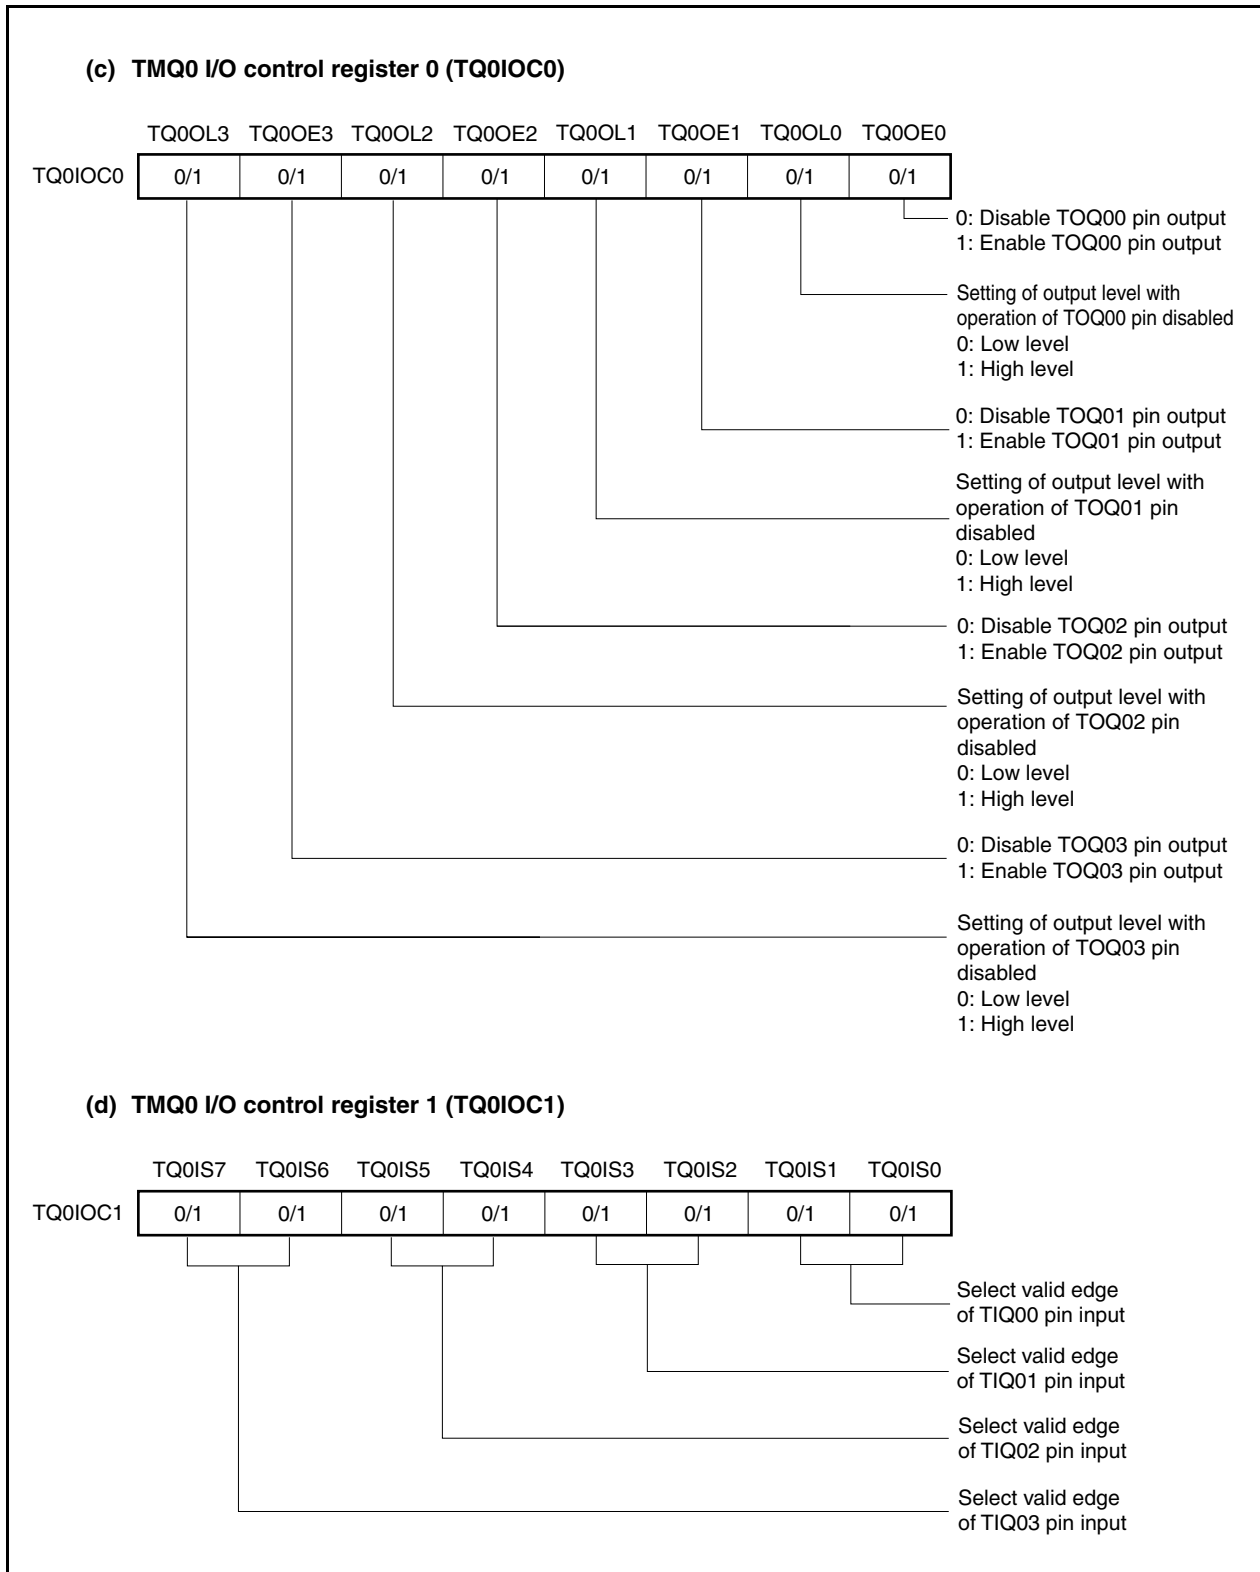 (c) TMQ0 I/O control register 0 (TQ0IOC0)
TQ0OL3 TQ0OE3 TQ0OL2 TQ0OE2 TQ0OL1 TQ0OE1 TQ0OL0 TQ0OE0
TQ0IOC0 0/1 0/1 0/1 0/1 0/1 0/1 0/1 0/1
0: Disable TOQ00 pin output
1: Enable TOQ00 pin output
Setting of output level with
operation of TOQ00 pin disabled
0: Low level
1: High level
0: Disable TOQ01 pin output
1: Enable TOQ01 pin output
Setting of output level with
operation of TOQ01 pin
disabled
0: Low level
1: High level
0: Disable TOQ02 pin output
1: Enable TOQ02 pin output
Setting of output level with
operation of TOQ02 pin
disabled
0: Low level
1: High level
0: Disable TOQ03 pin output
1: Enable TOQ03 pin output
Setting of output level with
operation of TOQ03 pin
disabled
0: Low level
1: High level
(d) TMQ0 I/O control register 1 (TQ0IOC1)
TQ0IS7 TQ0IS6 TQ0IS5 TQ0IS4 TQ0IS3 TQ0IS2 TQ0IS1 TQ0IS0
TQ0IOC1 0/1 0/1 0/1 0/1 0/1 0/1 0/1 0/1
Select valid edge
of TIQ00 pin input
Select valid edge
of TIQ01 pin input
Select valid edge
of TIQ02 pin input
Select valid edge
of TIQ03 pin input